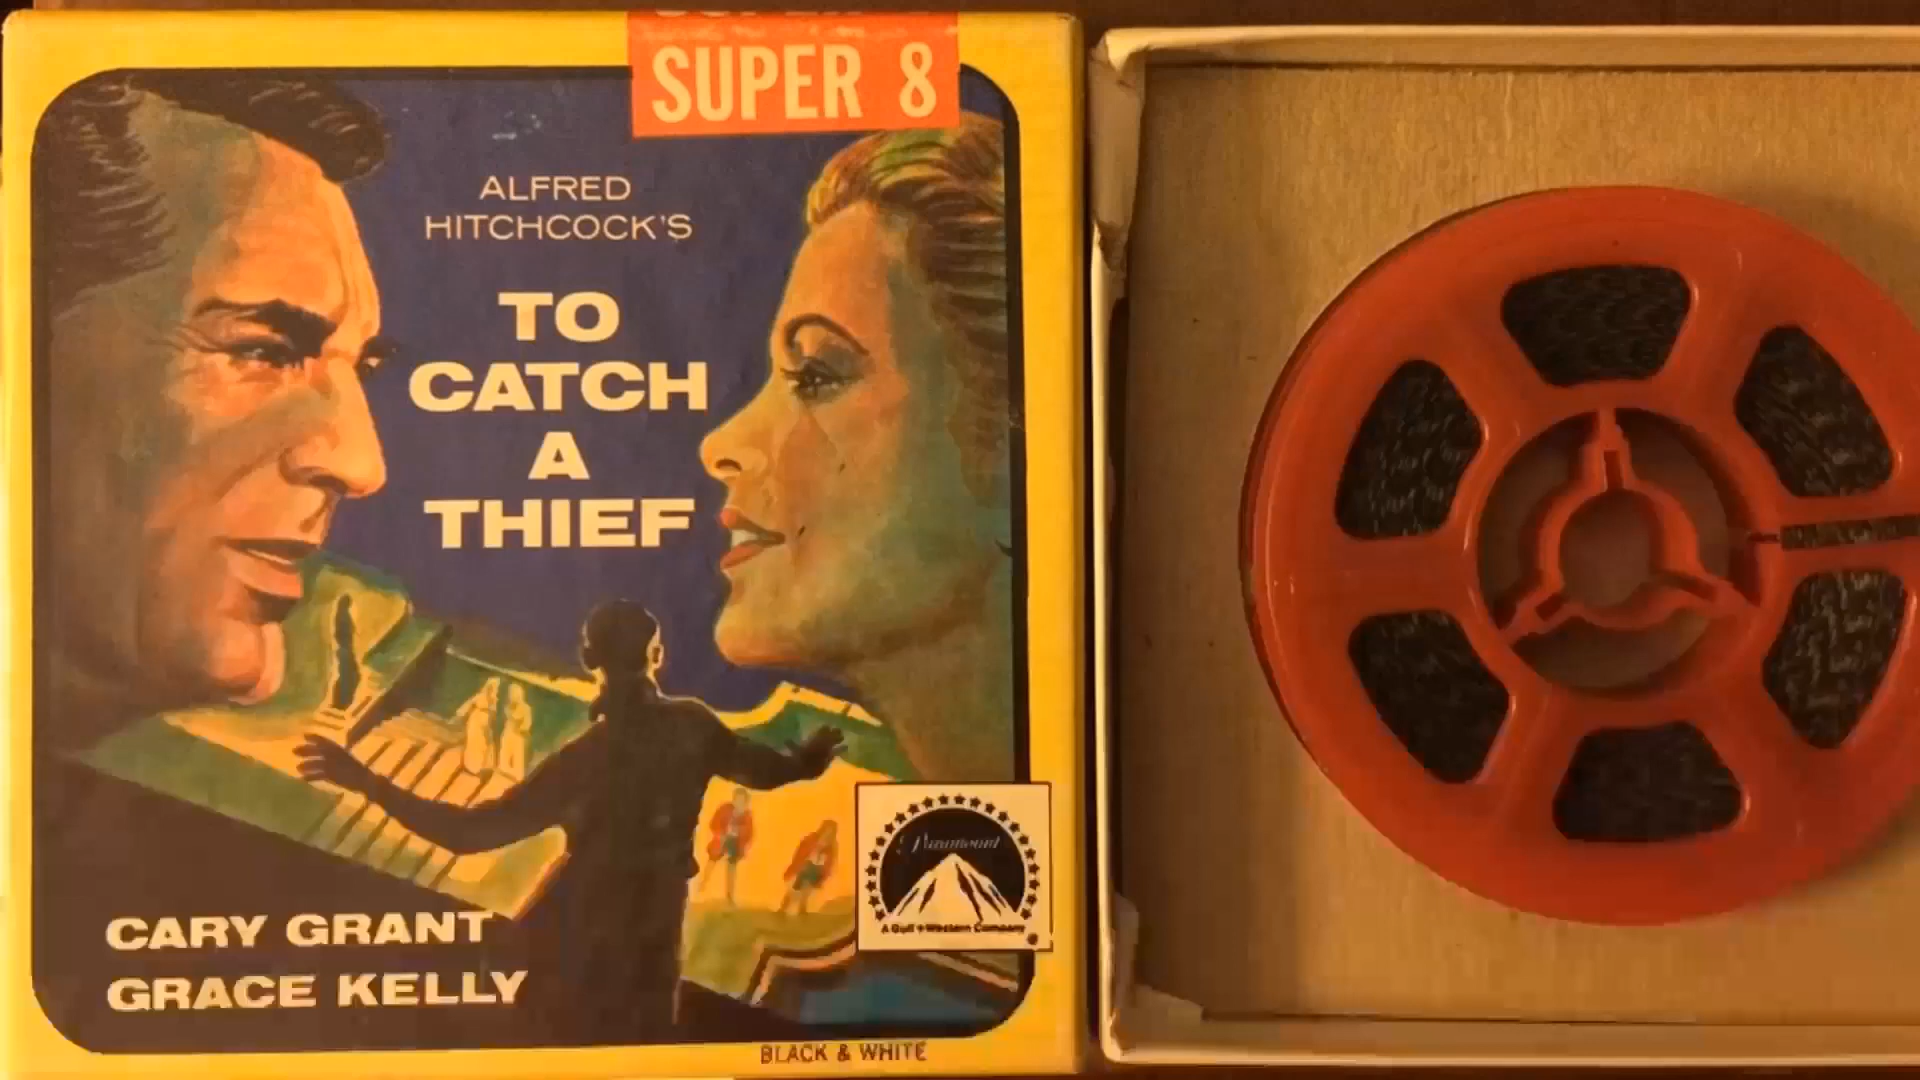 SUPER 8
ALFRED
HITCHCOCK'S
TO
CATCH
A
THIEF
CARY GRANT
GRACE KELLY
Paramount
A Gulf + Western Company
®
BLACK & WHITE